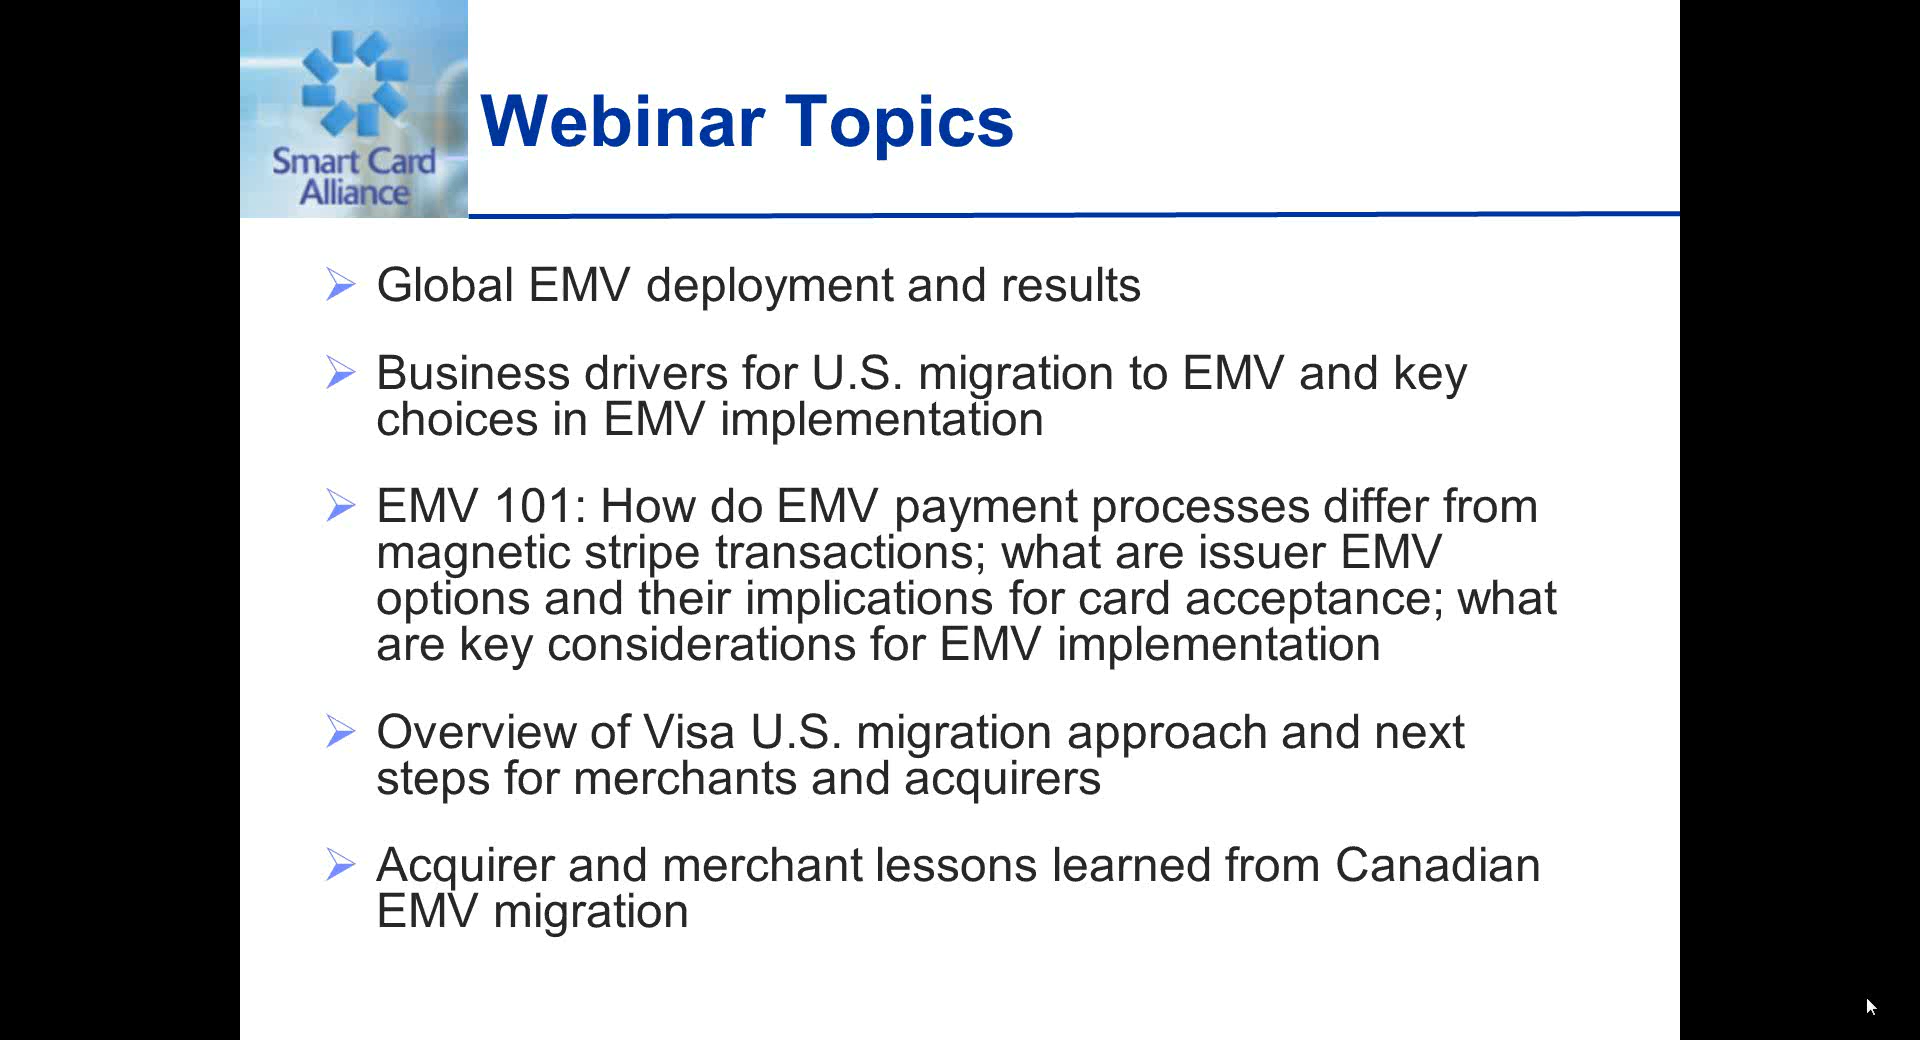 Smart Card
Alliance
Webinar Topics
Global EMV deployment and results
Business drivers for U.S. migration to EMV and key
choices in EMV implementation
EMV 101: How do EMV payment processes differ from
magnetic stripe transactions; what are issuer EMV
options and their implications for card acceptance; what
are key considerations for EMV implementation
Overview of Visa U.S. migration approach and next
steps for merchants and acquirers
Acquirer and merchant lessons learned from Canadian
EMV migration